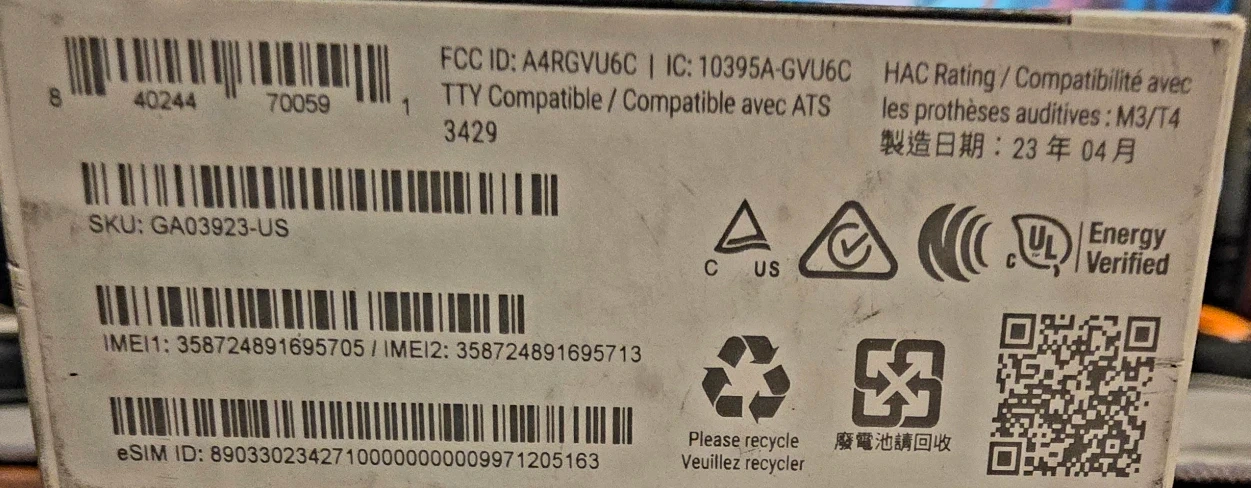 8 40244 70059 1
FCC ID: A4RGVU6C | IC: 10395A-GVU6C
TTY Compatible / Compatible avec ATS
3429
HAC Rating / Compatibilité avec
les prothèses auditives : M3/T4
製造日期：23 年 04 月
SKU: GA03923-US
C US
c UL Energy
Verified
IMEI1: 358724891695705 / IMEI2: 358724891695713
eSIM ID: 89033023427100000000009971205163
Please recycle
Veuillez recycler
廢電池請回收